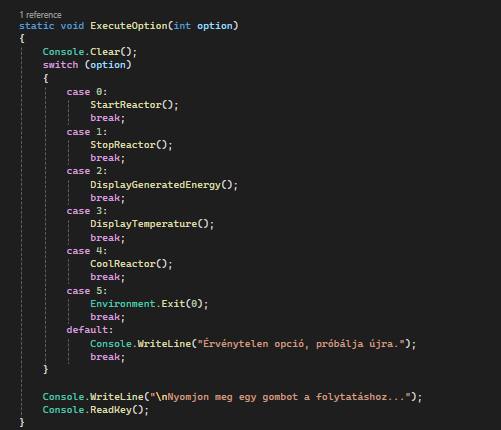 1 reference
static void ExecuteOption(int option)
{
    Console.Clear();
    switch (option)
    {
        case 0:
            StartReactor();
            break;
        case 1:
            StopReactor();
            break;
        case 2:
            DisplayGeneratedEnergy();
            break;
        case 3:
            DisplayTemperature();
            break;
        case 4:
            CoolReactor();
            break;
        case 5:
            Environment.Exit(0);
            break;
        default:
            Console.WriteLine("Érvénytelen opció, próbálja újra.");
            break;
    }

    Console.WriteLine("\nNyomjon meg egy gombot a folytatáshoz...");
    Console.ReadKey();
}